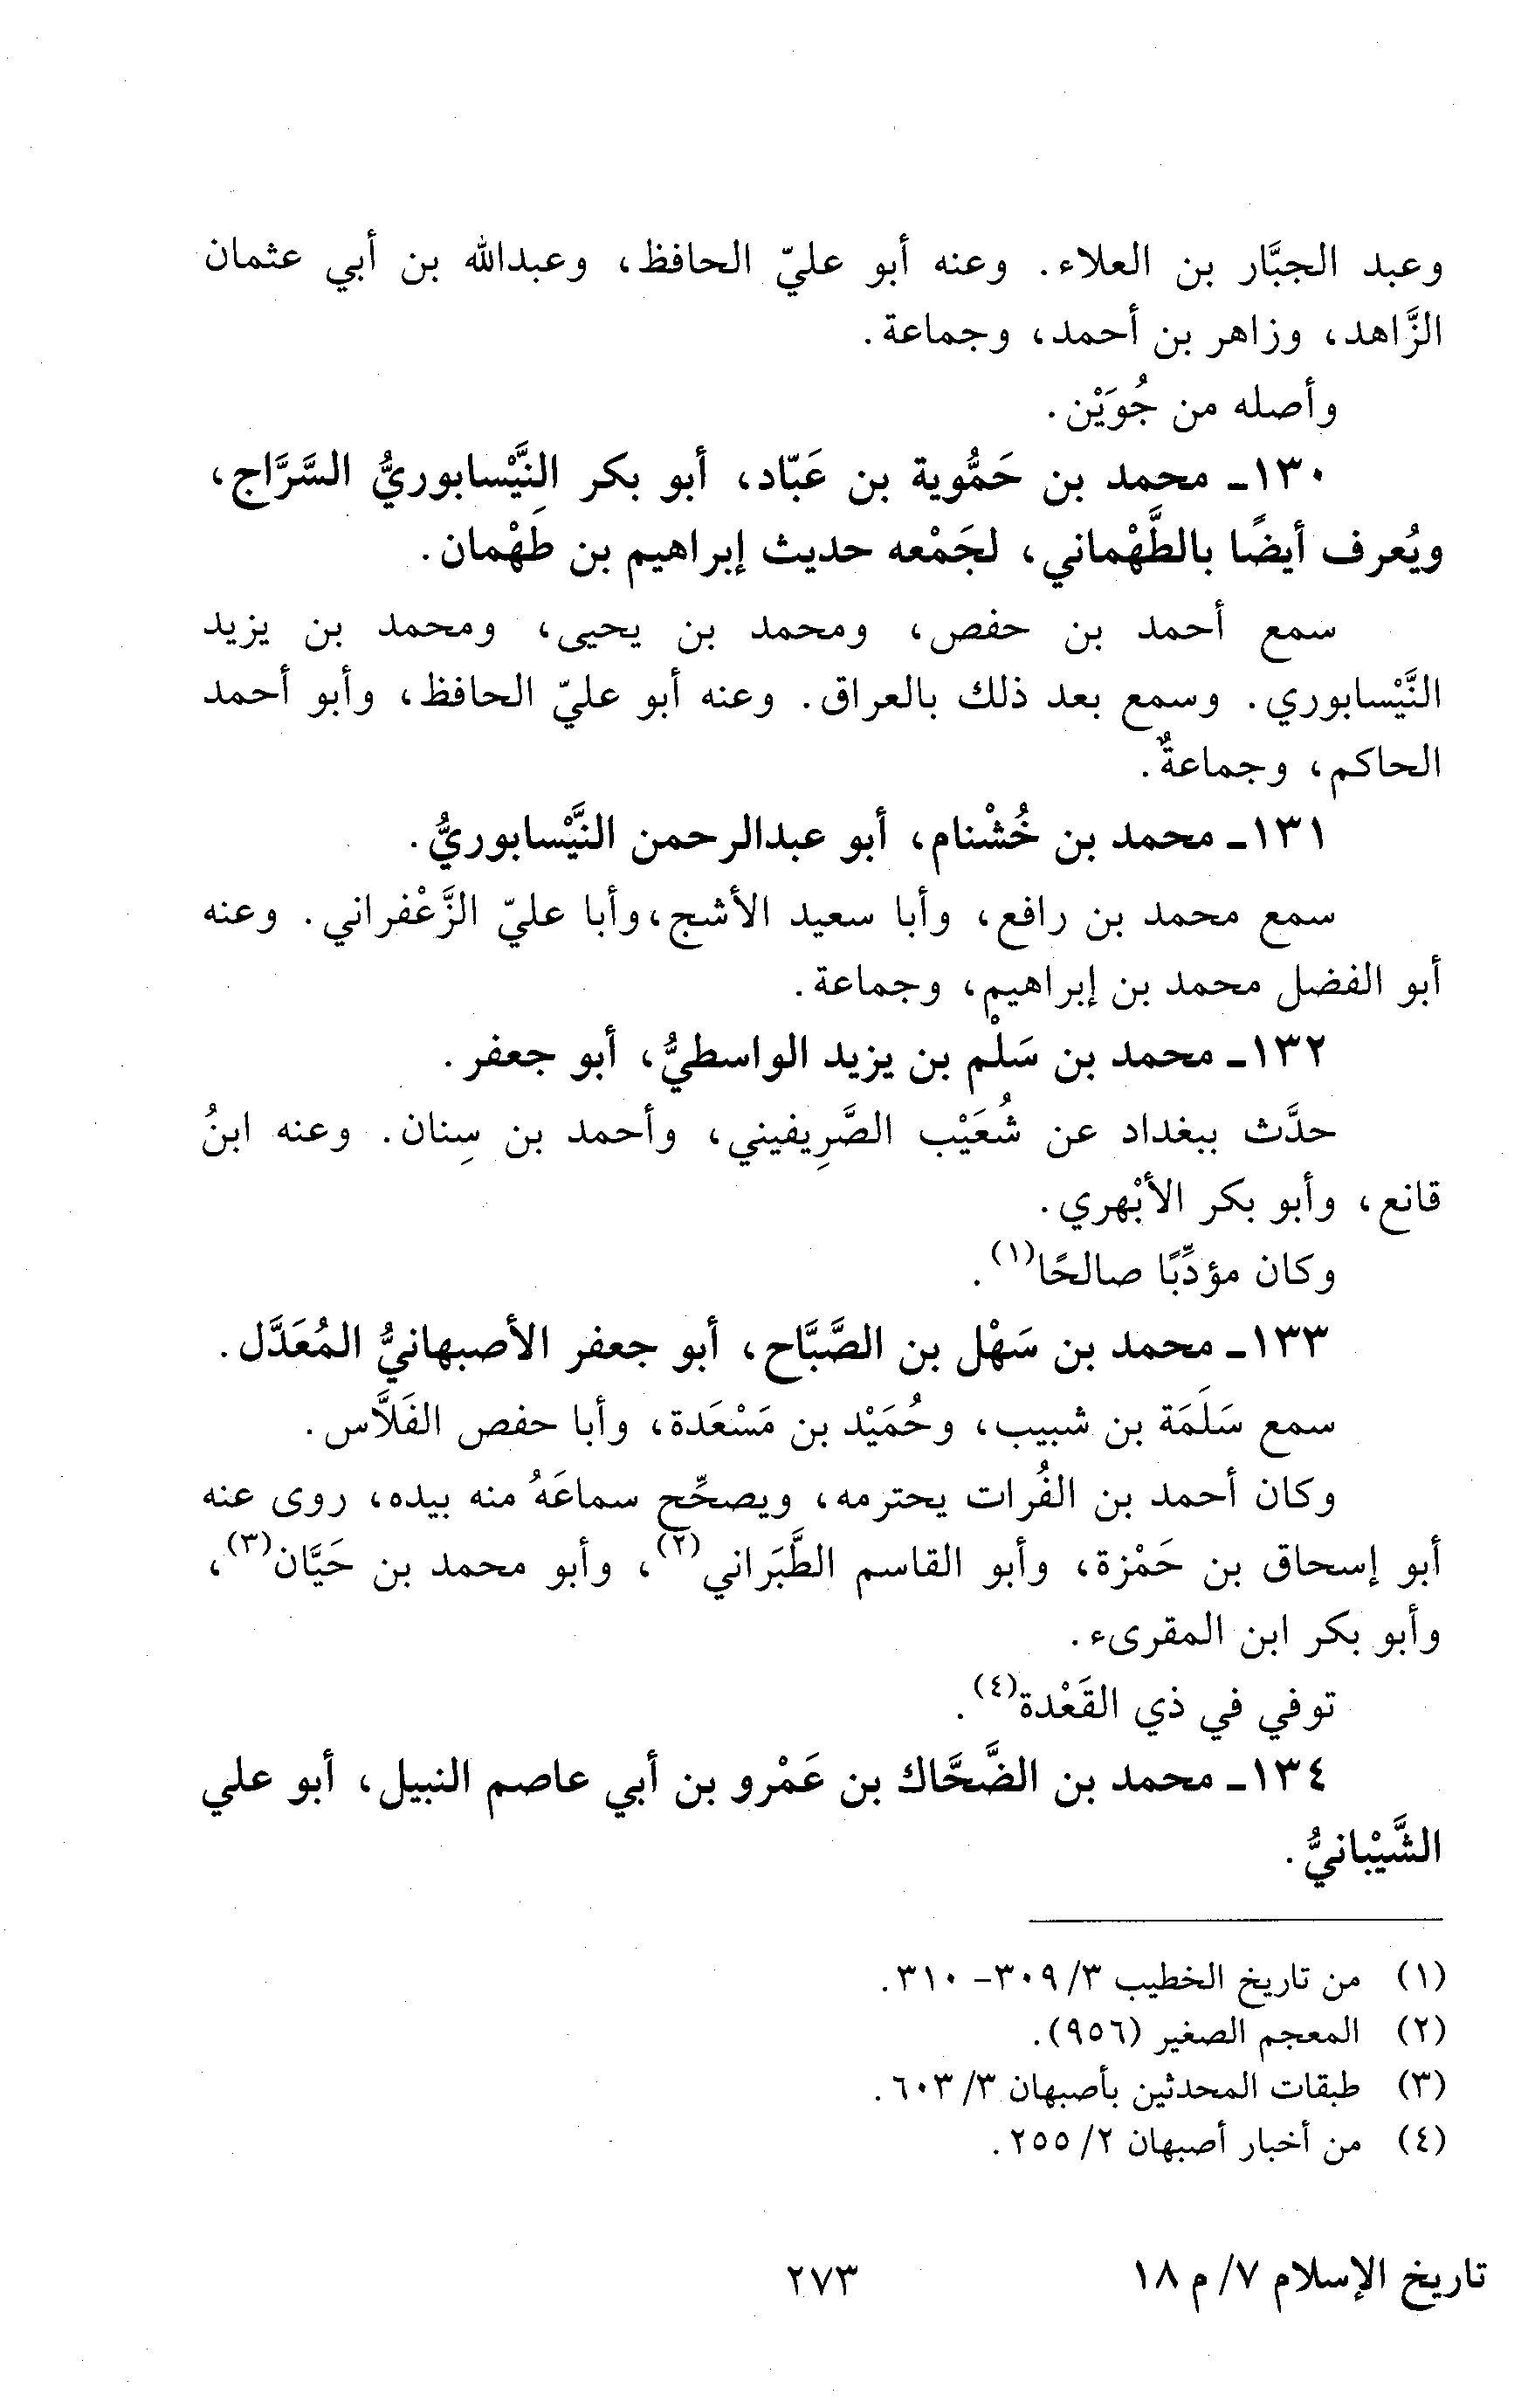 وعبد الجبَّار بن العلاء. وعنه أبو عليّ الحافظ، وعبدالله بن أبي عثمان
الزَّاهد، وزاهر بن أحمد، وجماعة.
وأصله من جُوَيْن.
١٣٠ـ محمد بن حَمُّوية بن عَبّاد، أبو بكر النَِّيْسابوريُّ السَّرَّاج،
ويُعرف أيضًا بالطَّهْماني، لجَمْعه حديث إبراهيم بن طَهْمان.
سمع أحمد بن حفص، ومحمد بن يحيى، ومحمد بن يزيد
النَّيْسابوري. وسمع بعد ذلك بالعراق. وعنه أبو عليّ الحافظ، وأبو أحمد
الحاكم، وجماعةٌ.
١٣١ـ محمد بن خُشْنام، أبو عبدالرحمن النَّيْسابوريُّ.
سمع محمد بن رافع، وأبا سعيد الأشج،وأبا عليّ الزَّعْفراني. وعنه
أبو الفضل محمد بن إبراهيم، وجماعة.
١٣٢ـ محمد بن سَلْم بن يزيد الواسطيُّ، أبو جعفر.
حدَّث ببغداد عن شُعَيْب الصَّرِيفيني، وأحمد بن سِنان. وعنه ابنُ
قانع، وأبو بكر الأبْهري.
وكان مؤدِّبًا صالحًا(١).
١٣٣ـ محمد بن سَهْل بن الصَّبَّاح، أبو جعفر الأصبهانيُّ المُعَدَّل.
سمع سَلَمَة بن شبيب، وحُمَيْد بن مَسْعَدة، وأبا حفص الفَلاَّس.
وكان أحمد بن الفُرات يحترمه، ويصحِّح سماعَهُ منه بيده، روى عنه
أبو إسحاق بن حَمْزة، وأبو القاسم الطَّبَراني(٢)، وأبو محمد بن حَيَّان(٣)،
وأبو بكر ابن المقرىء.
توفي في ذي القَعْدة(٤).
١٣٤ـ محمد بن الضَّحَّاك بن عَمْرو بن أبي عاصم النبيل، أبو علي
الشَّيْبانيُّ.
(١) من تاريخ الخطيب ٣/ ٣٠٩- ٣١٠.
(٢) المعجم الصغير (٩٥٦).
(٣) طبقات المحدثين بأصبهان ٣/ ٦٠٣.
(٤) من أخبار أصبهان ٢/ ٢٥٥.
تاريخ الإسلام ٧/ م ١٨ ٢٧٣